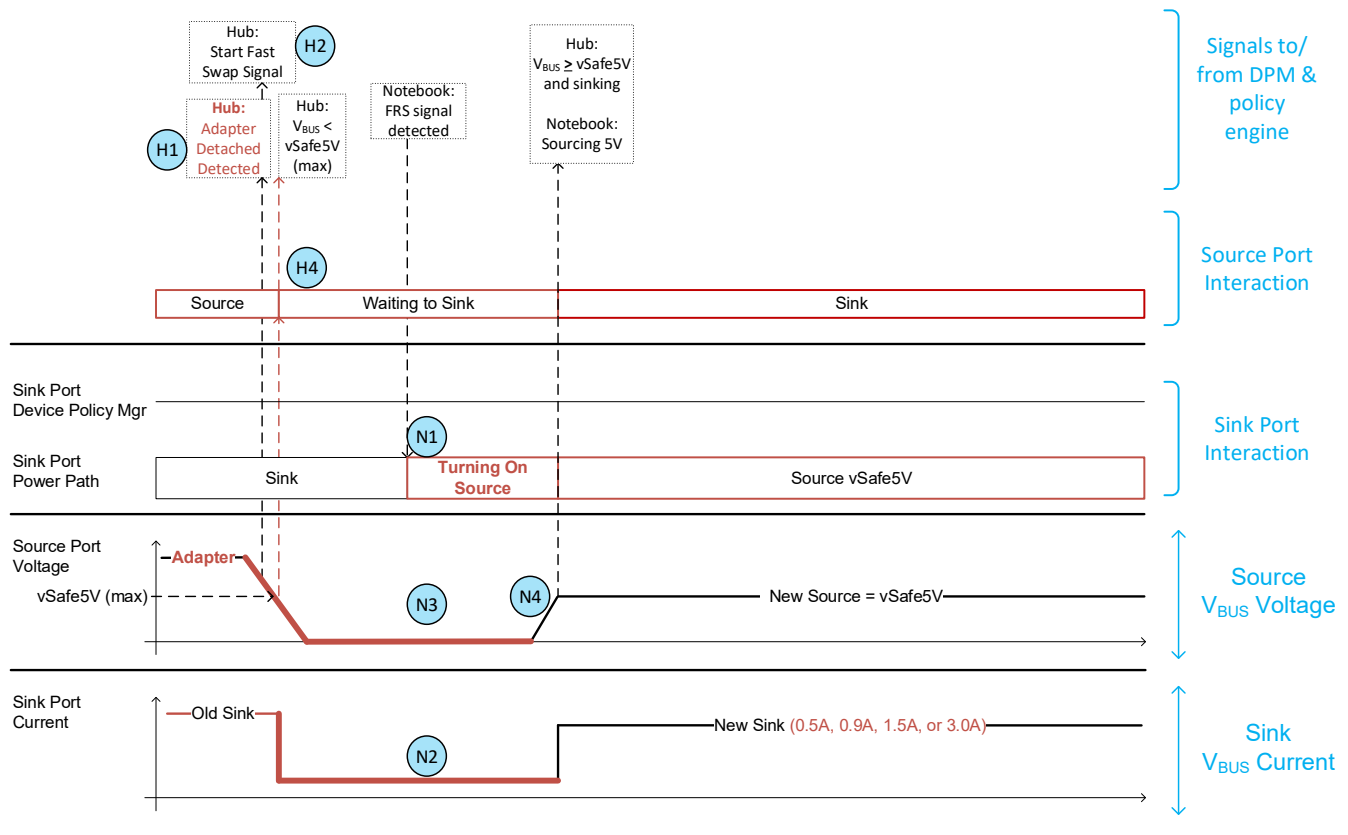 Hub:
Start Fast
Swap Signal
H2
Hub:
Adapter
Detached
Detected
H1
Hub:
VBUS <
vSafe5V
(max)
Notebook:
FRS signal
detected
Hub:
VBUS ≥ vSafe5V
and sinking
Notebook:
Sourcing 5V
Signals to/
from DPM &
policy
engine
H4
Source
Waiting to Sink
Sink
Source Port
Interaction
Sink Port
Device Policy Mgr
N1
Sink Port
Power Path
Sink
Turning On
Source
Source vSafe5V
Sink Port
Interaction
Source Port
Voltage
Adapter
vSafe5V (max)
N3
N4
New Source = vSafe5V
Source
VBUS Voltage
Sink Port
Current
Old Sink
N2
New Sink (0.5A, 0.9A, 1.5A, or 3.0A)
Sink
VBUS Current